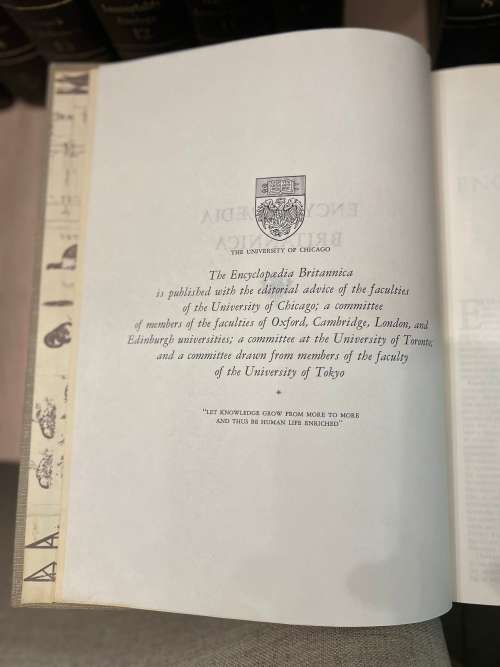 THE UNIVERSITY OF CHICAGO
The Encyclopædia Britannica
is published with the editorial advice of the faculties
of the University of Chicago; a committee
of members of the faculties of Oxford, Cambridge, London, and
Edinburgh universities; a committee at the University of Toronto;
and a committee drawn from members of the faculty
of the University of Tokyo
"LET KNOWLEDGE GROW FROM MORE TO MORE
AND THUS BE HUMAN LIFE ENRICHED"